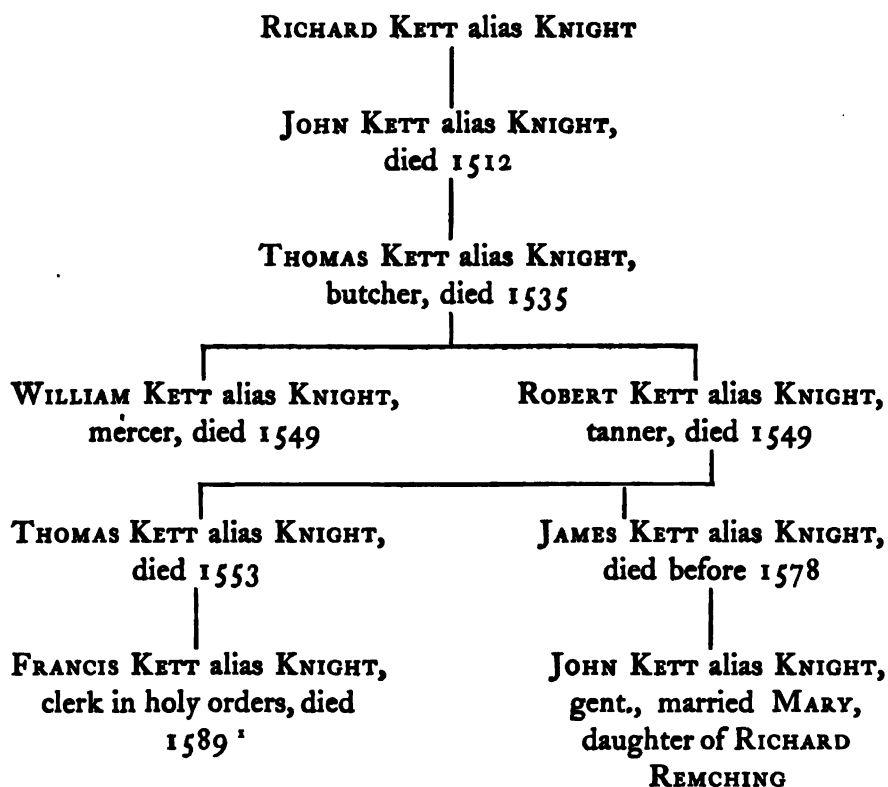 RICHARD KETT alias KNIGHT
JOHN KETT alias KNIGHT,
died 1512
THOMAS KETT alias KNIGHT,
butcher, died 1535
WILLIAM KETT alias KNIGHT,
mercer, died 1549
ROBERT KETT alias KNIGHT,
tanner, died 1549
THOMAS KETT alias KNIGHT,
died 1553
JAMES KETT alias KNIGHT,
died before 1578
FRANCIS KETT alias KNIGHT,
clerk in holy orders, died
1589 ¹
JOHN KETT alias KNIGHT,
gent., married MARY,
daughter of RICHARD
REMCHING